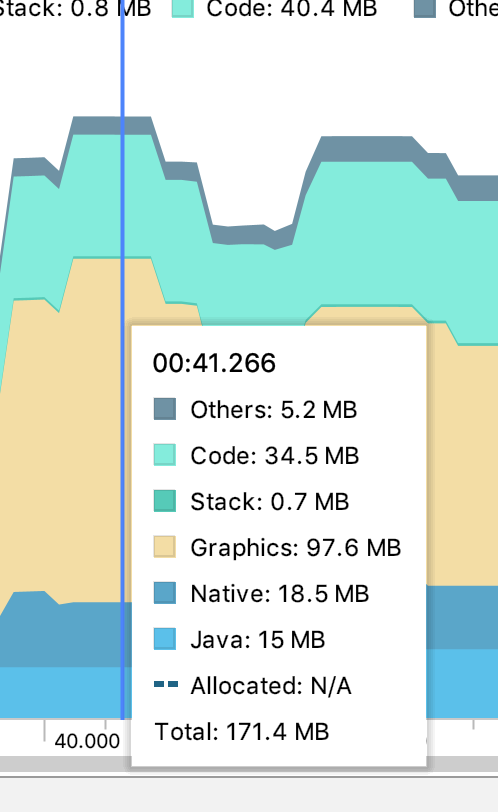 Stack: 0.8 MB Code: 40.4 MB Othe
00:41.266
Others: 5.2 MB
Code: 34.5 MB
Stack: 0.7 MB
Graphics: 97.6 MB
Native: 18.5 MB
Java: 15 MB
Allocated: N/A
Total: 171.4 MB
40.000